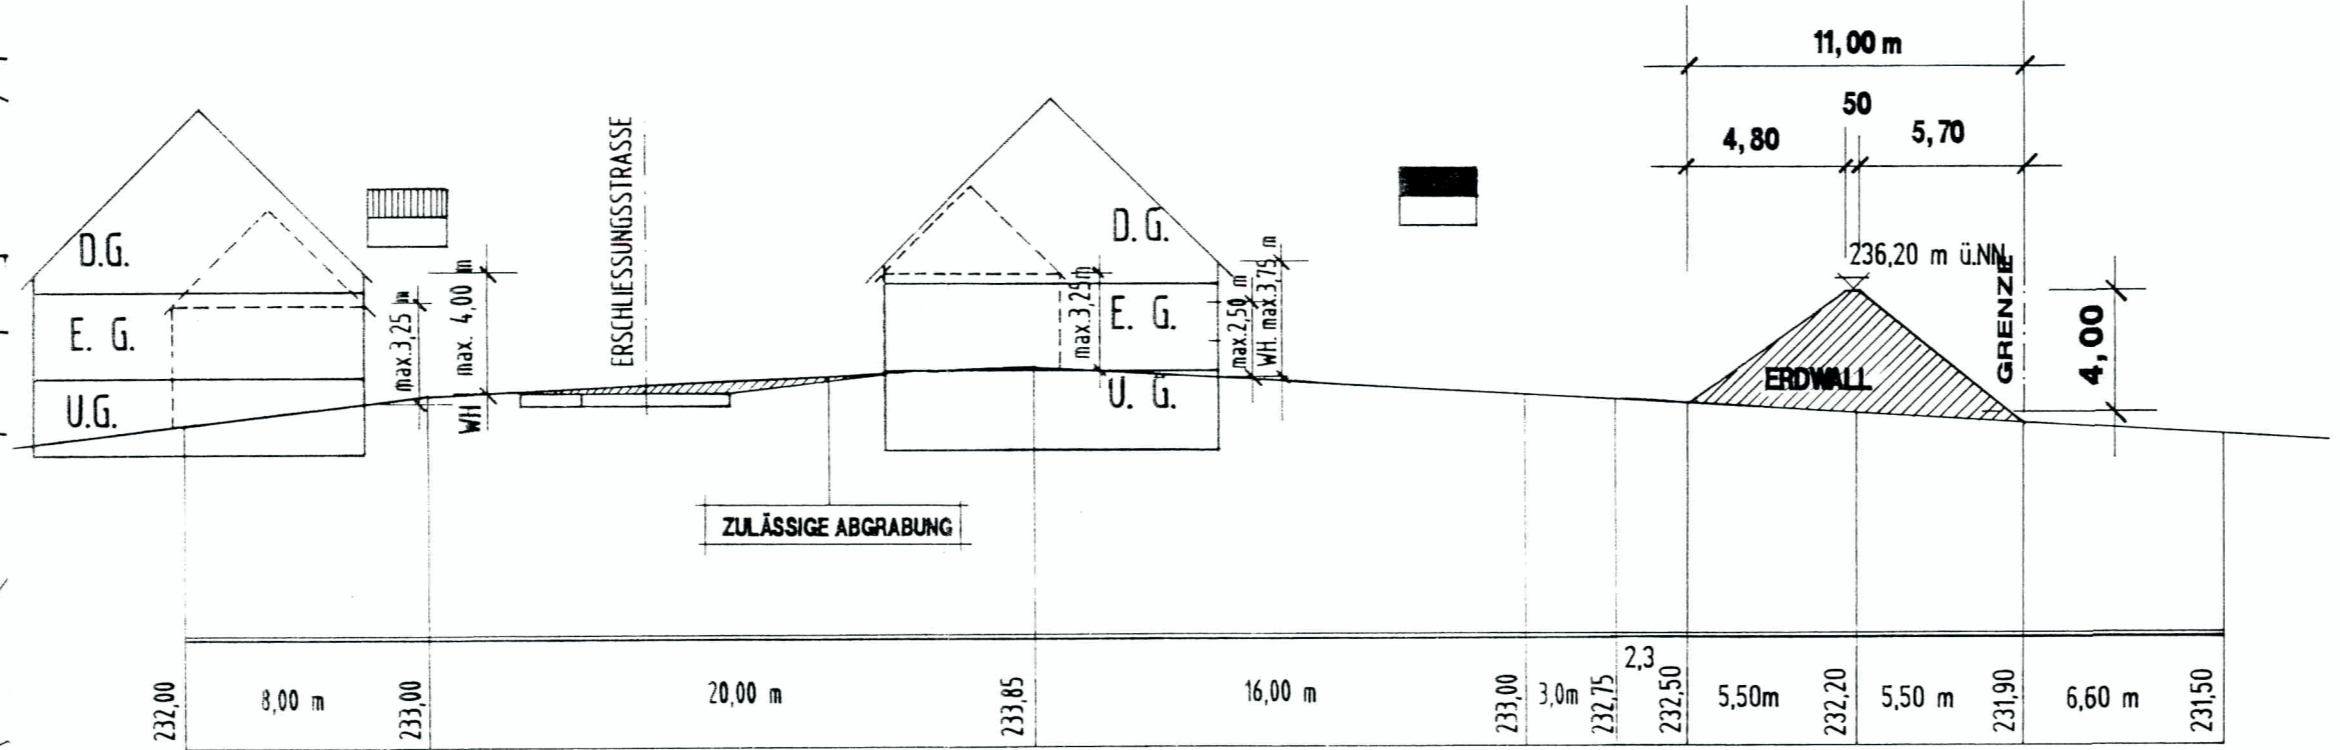 11,00 m
50
4,80
5,70
236,20 m ü.NN
GRENZE
4,00
ERDWALL
ERSCHLIESSUNGSSTRASSE
D.G.
E. G.
U.G.
max.3,25 m
WH max. 4,00 m
D. G.
E. G.
U. G.
max.3,25m
max.2,50 m
WH. max.3,75 m
ZULÄSSIGE ABGRABUNG
232,00
8,00 m
233,00
20,00 m
233,85
16,00 m
233,00
3,0m
232,75
2,3
232,50
5,50m
232,20
5,50 m
231,90
6,60 m
231,50